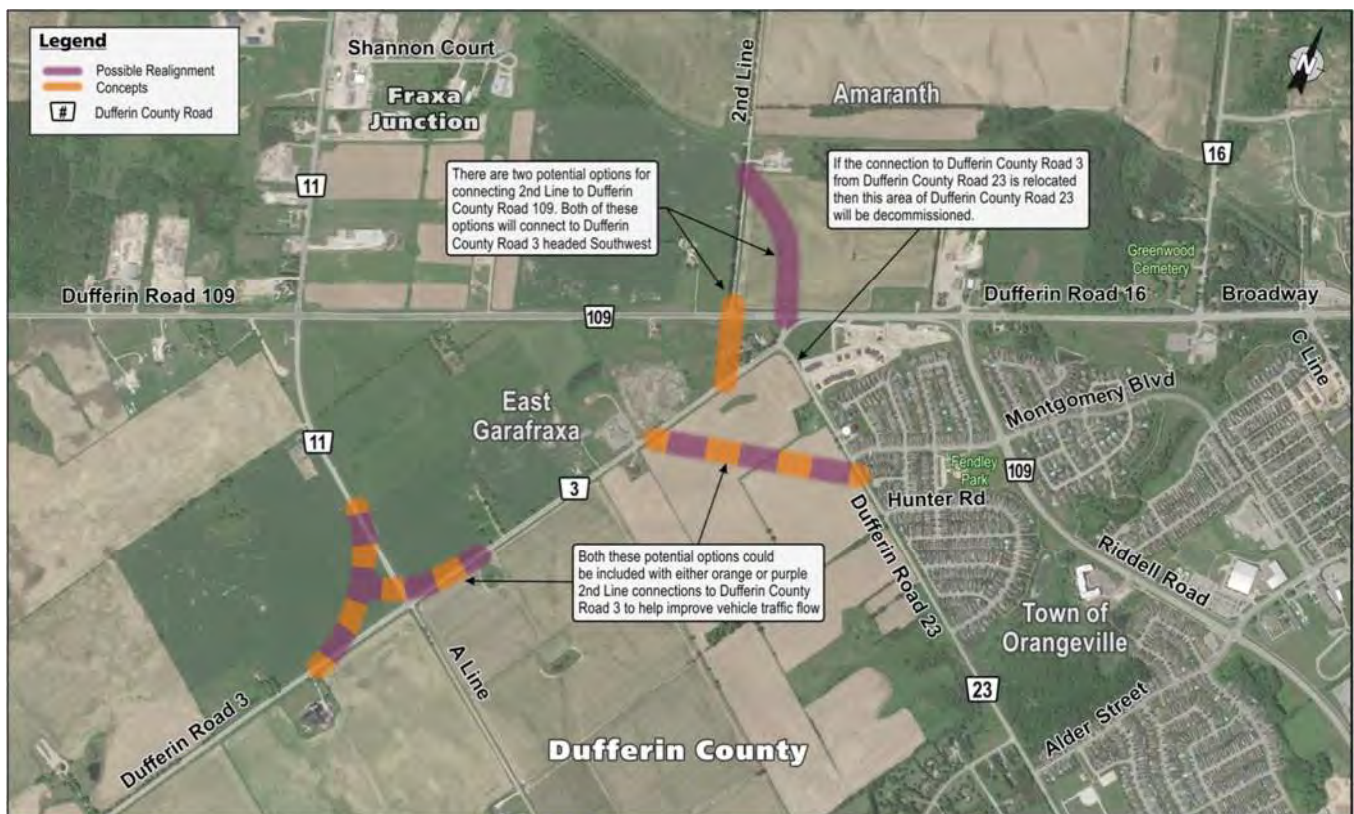 Legend
Possible Realignment
Concepts
# Dufferin County Road
Shannon Court
Fraxa
Junction
2nd Line
Amaranth
N
16
11
There are two potential options for
connecting 2nd Line to Dufferin
County Road 109. Both of these
options will connect to Dufferin
County Road 3 headed Southwest
If the connection to Dufferin County Road 3
from Dufferin County Road 23 is relocated
then this area of Dufferin County Road 23
will be decommissioned.
Greenwood
Cemetery
Dufferin Road 109
109
Dufferin Road 16
Broadway
C Line
Montgomery Blvd
East
Garafraxa
11
3
Fendley
Park
109
Hunter Rd
Riddell Road
Dufferin Road 23
Both these potential options could
be included with either orange or purple
2nd Line connections to Dufferin County
Road 3 to help improve vehicle traffic flow
Town of
Orangeville
A Line
23
Dufferin Road 3
Alder Street
Dufferin County